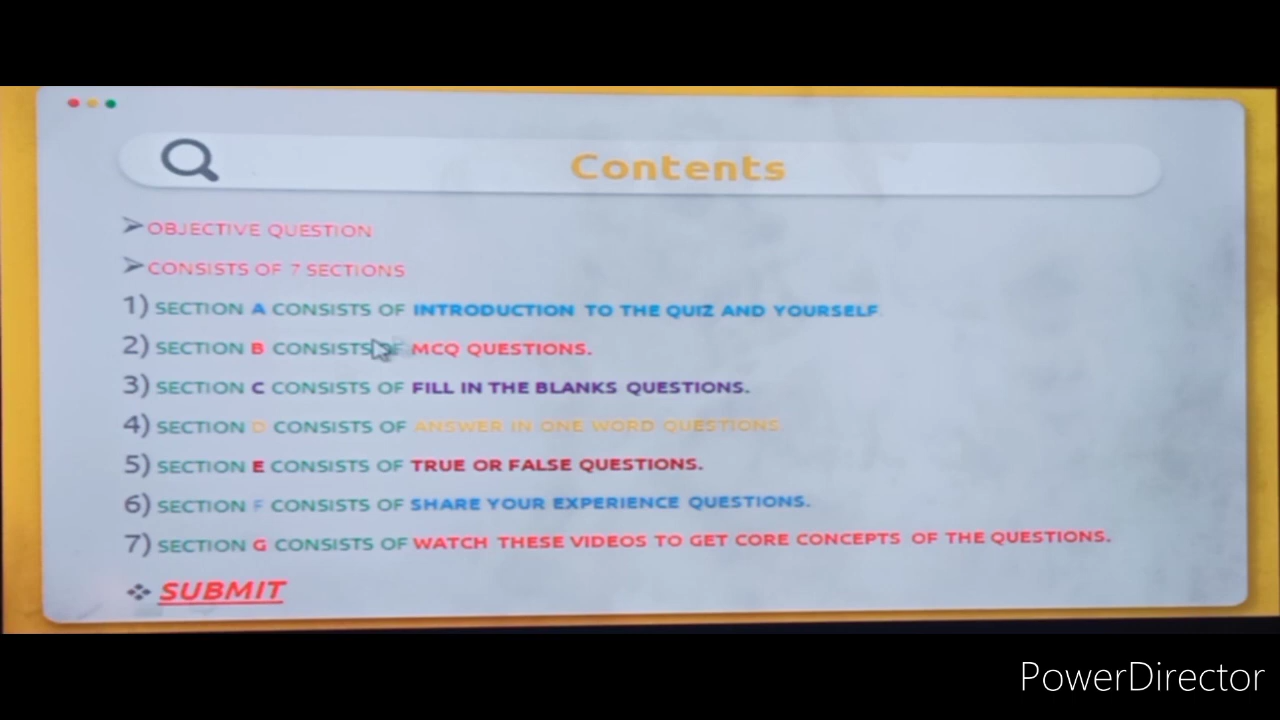 Contents
OBJECTIVE QUESTION
CONSISTS OF 7 SECTIONS
1) SECTION A CONSISTS OF INTRODUCTION TO THE QUIZ AND YOURSELF
2) SECTION B CONSISTS OF MCQ QUESTIONS.
3) SECTION C CONSISTS OF FILL IN THE BLANKS QUESTIONS.
4) SECTION D CONSISTS OF ANSWER IN ONE WORD QUESTIONS
5) SECTION E CONSISTS OF TRUE OR FALSE QUESTIONS.
6) SECTION F CONSISTS OF SHARE YOUR EXPERIENCE QUESTIONS.
7) SECTION G CONSISTS OF WATCH THESE VIDEOS TO GET CORE CONCEPTS OF THE QUESTIONS.
SUBMIT
PowerDirector